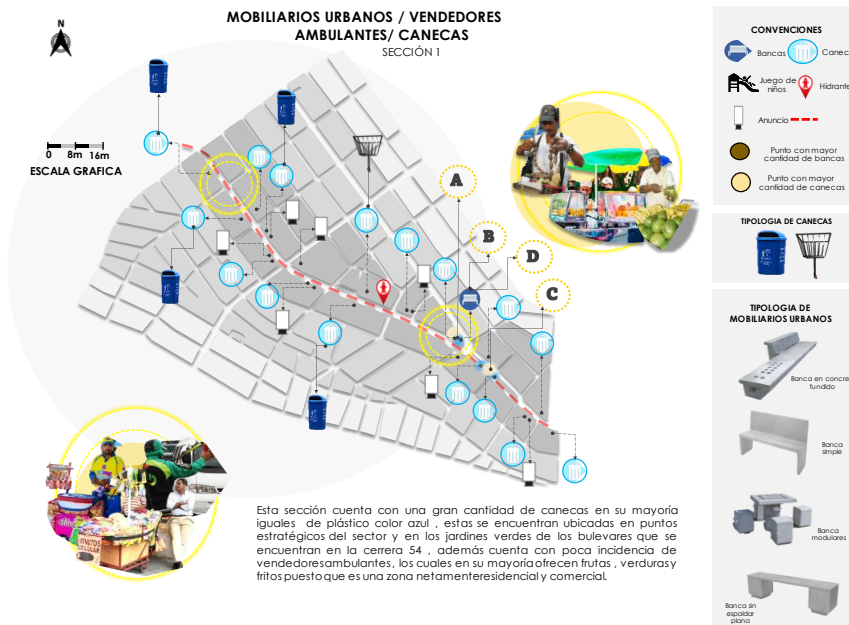 MOBILIARIOS URBANOS / VENDEDORES
AMBULANTES/ CANECAS
SECCIÓN 1
N
0 8m 16m
ESCALA GRAFICA
A
B
D
C
Esta sección cuenta con una gran cantidad de canecas en su mayoría
iguales de plástico color azul , estas se encuentran ubicadas en puntos
estratégicos del sector y en los jardines verdes de los bulevares que se
encuentran en la cerrera 54 , además cuenta con poca incidencia de
vendedoresambulantes, los cuales en su mayoría ofrecen frutas , verduras y
fritos puesto que es una zona netamenteresidencial y comercial.
CONVENCIONES
Bancas
Canec
Juego de
niños
Hidrante
Anuncio
Punto con mayor
cantidad de bancas
Punto con mayor
cantidad de canecas
TIPOLOGIA DE CANECAS
TIPOLOGIA DE
MOBILIARIOS URBANOS
Banca en concre
fundido
Banca
simple
Banca
modulares
Banca sin
espaldar
plana